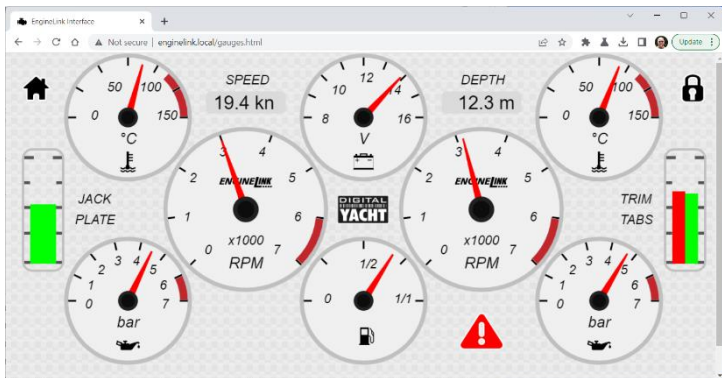 EngineLink Interface
Not secure | enginelink.local/gauges.html
Update
50 100
0 150
°C
SPEED
19.4 kn
10 12 14
8 16
V
DEPTH
12.3 m
50 100
0 150
°C
JACK
PLATE
0 1 2 3 4 5 6 7
ENGINELINK
x1000
RPM
DIGITAL
YACHT
0 1 2 3 4 5 6 7
ENGINELINK
x1000
RPM
TRIM
TABS
0 1 2 3 4 5 6 7
bar
0 1/2 1/1
0 1 2 3 4 5 6 7
bar